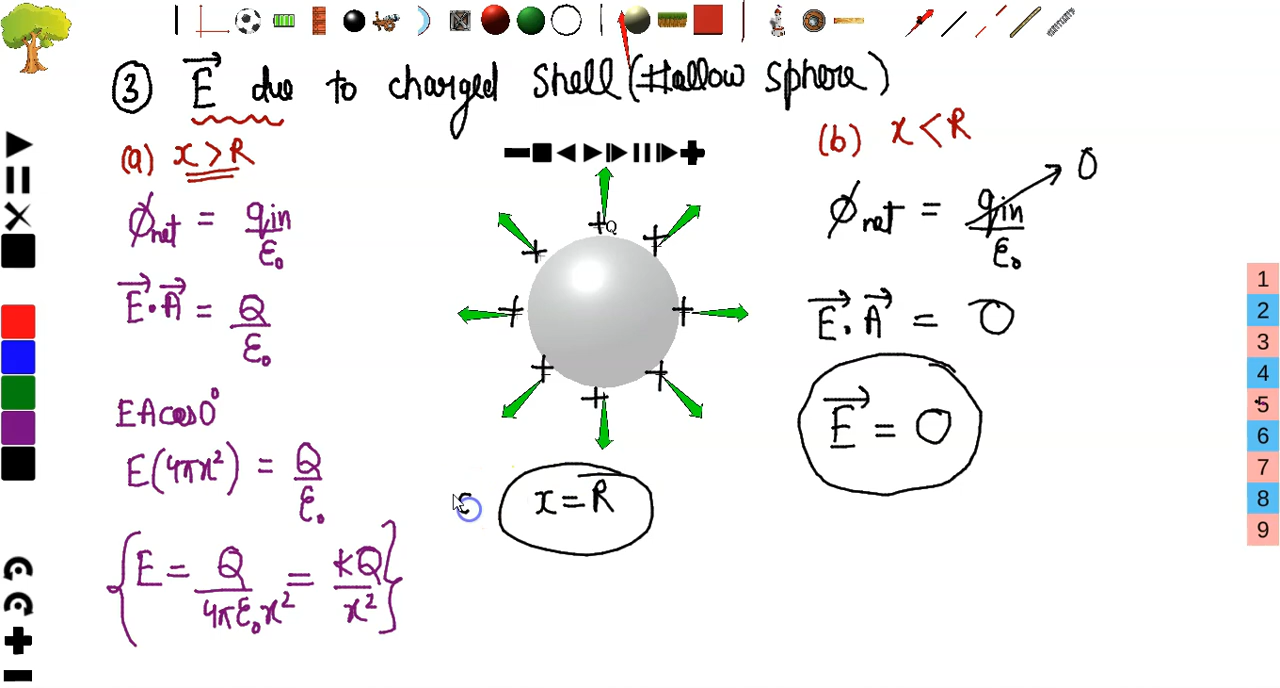 ③ E⃗ due to charged Shell (Hallow sphere)
(a) x > R
ϕnet = qin/ε₀
E⃗·A⃗ = Q/ε₀
EA cos 0°
E(4πx²) = Q/ε₀
{E = Q/4πε₀x² = KQ/x²}
Q
x = R
(b) x < R
ϕnet = qin/ε₀ → 0
E⃗·A⃗ = 0
E⃗ = 0
1
2
3
4
5
6
7
8
9